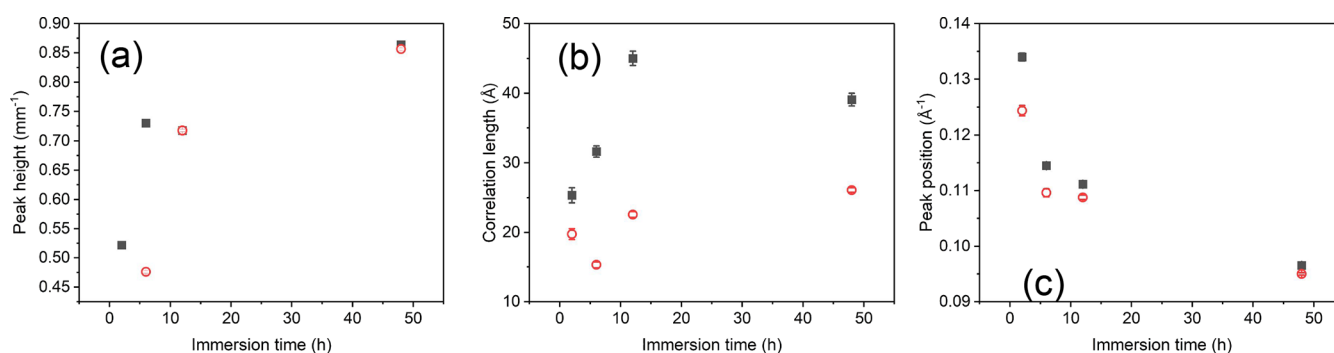 (a)
Peak height (mm⁻¹)
0.90
0.85
0.80
0.75
0.70
0.65
0.60
0.55
0.50
0.45
0 10 20 30 40 50
Immersion time (h)
(b)
Correlation length (Å)
50
40
30
20
10
0 10 20 30 40 50
Immersion time (h)
(c)
Peak position (Å⁻¹)
0.14
0.13
0.12
0.11
0.10
0.09
0 10 20 30 40 50
Immersion time (h)